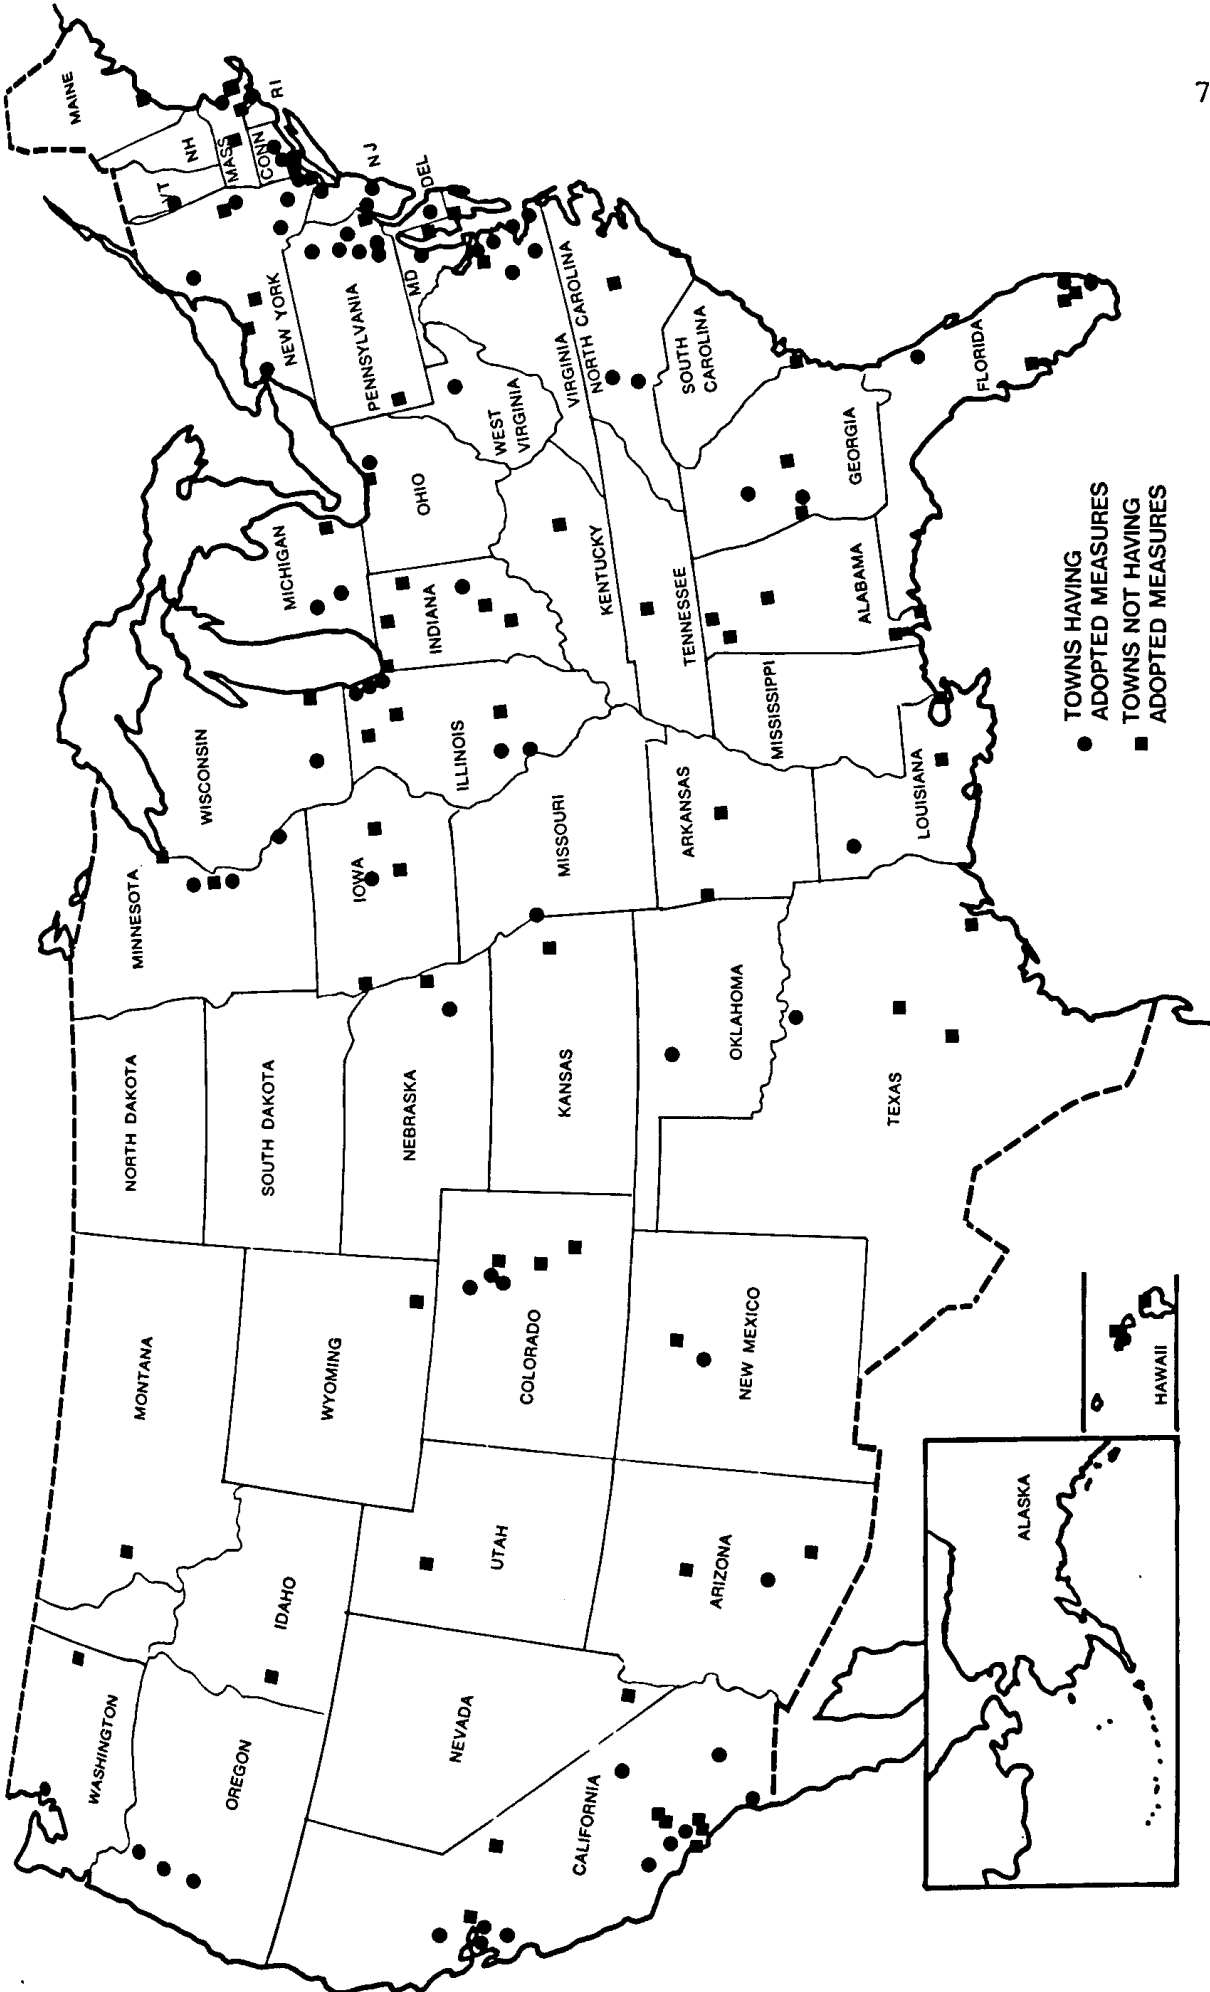 7
WASHINGTON
OREGON
CALIFORNIA
NEVADA
IDAHO
MONTANA
WYOMING
UTAH
ARIZONA
COLORADO
NEW MEXICO
NORTH DAKOTA
SOUTH DAKOTA
NEBRASKA
KANSAS
OKLAHOMA
TEXAS
MINNESOTA
IOWA
MISSOURI
ARKANSAS
LOUISIANA
WISCONSIN
ILLINOIS
MISSISSIPPI
MICHIGAN
INDIANA
KENTUCKY
TENNESSEE
ALABAMA
OHIO
WEST
VIRGINIA
GEORGIA
FLORIDA
SOUTH
CAROLINA
NORTH CAROLINA
VIRGINIA
PENNSYLVANIA
NEW YORK
MD
DEL
NJ
CONN
RI
MASS
VT
NH
MAINE
ALASKA
HAWAII
TOWNS HAVING
ADOPTED MEASURES
TOWNS NOT HAVING
ADOPTED MEASURES